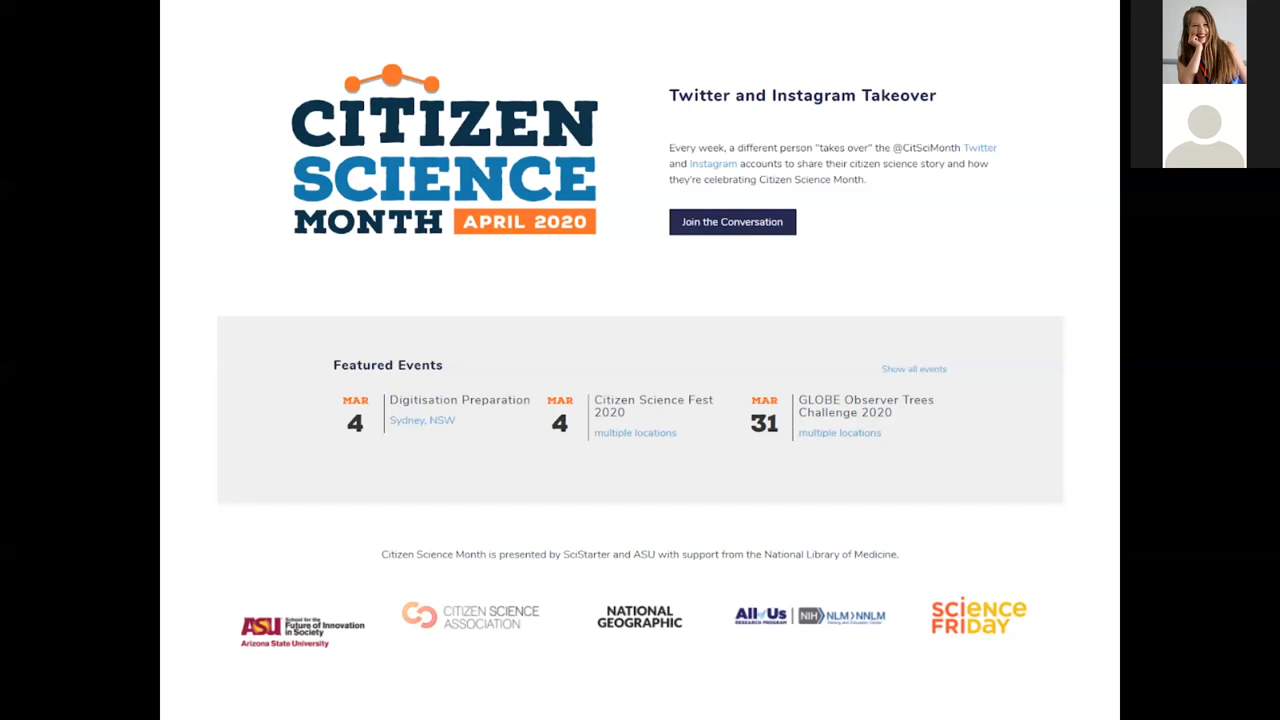 CITIZEN
SCIENCE
MONTH APRIL 2020
Twitter and Instagram Takeover
Every week, a different person "takes over" the @CitSciMonth Twitter
and Instagram accounts to share their citizen science story and how
they're celebrating Citizen Science Month.
Join the Conversation
Featured Events
Show all events
MAR
4
Digitisation Preparation
Sydney, NSW
MAR
4
Citizen Science Fest
2020
multiple locations
MAR
31
GLOBE Observer Trees
Challenge 2020
multiple locations
Citizen Science Month is presented by SciStarter and ASU with support from the National Library of Medicine.
ASU School for the
Future of Innovation
in Society
Arizona State University
CITIZEN SCIENCE
ASSOCIATION
NATIONAL
GEOGRAPHIC
All of Us
RESEARCH PROGRAM
NIH NLM NNLM
Training and Education Center
SCIENCE
FRIDAY